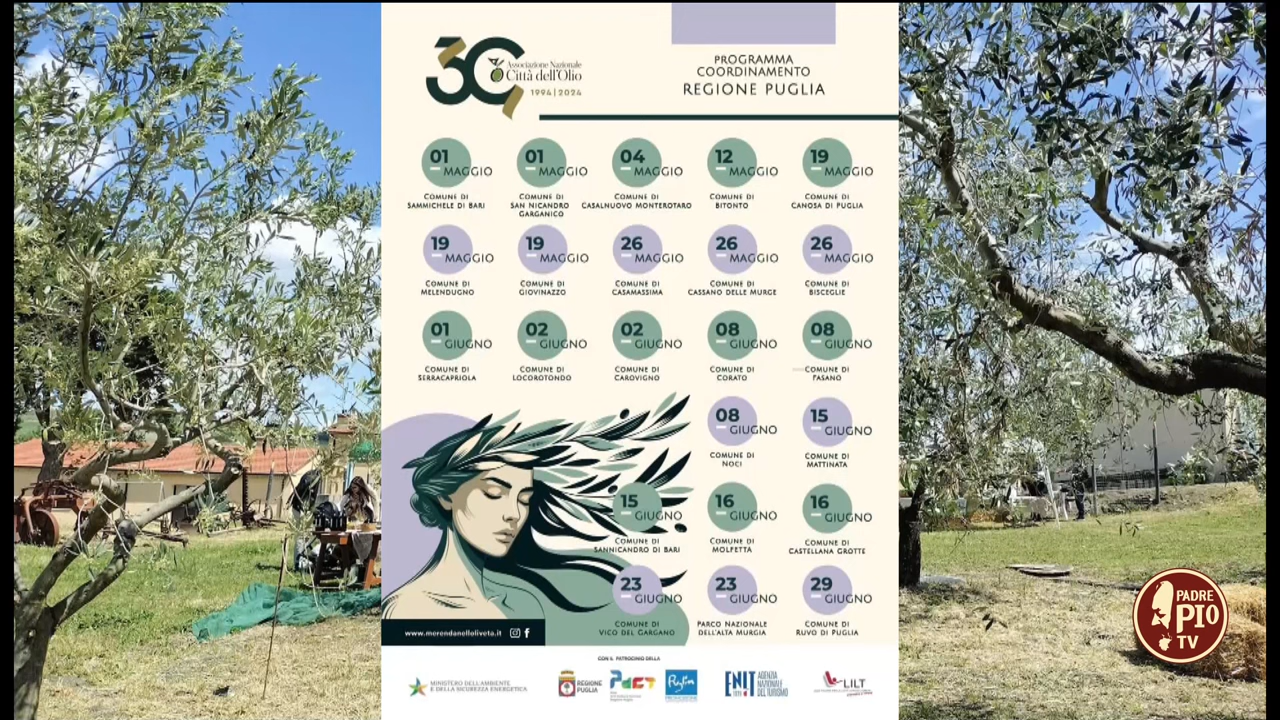 30
Associazione Nazionale
Città dell'Olio
1994 | 2024
PROGRAMMA
COORDINAMENTO
REGIONE PUGLIA
01
MAGGIO
COMUNE DI
SAMMICHELE DI BARI
01
MAGGIO
COMUNE DI
SAN NICANDRO
GARGANICO
04
MAGGIO
COMUNE DI
CASALNUOVO MONTEROTARO
12
MAGGIO
COMUNE DI
BITONTO
19
MAGGIO
COMUNE DI
CANOSA DI PUGLIA
19
MAGGIO
COMUNE DI
MELENDUGNO
19
MAGGIO
COMUNE DI
GIOVINAZZO
26
MAGGIO
COMUNE DI
CASAMASSIMA
26
MAGGIO
COMUNE DI
CASSANO DELLE MURGE
26
MAGGIO
COMUNE DI
BISCEGLIE
01
GIUGNO
COMUNE DI
SERRACAPRIOLA
02
GIUGNO
COMUNE DI
LOCOROTONDO
02
GIUGNO
COMUNE DI
CAROVIGNO
08
GIUGNO
COMUNE DI
CORATO
08
GIUGNO
COMUNE DI
FASANO
08
GIUGNO
COMUNE DI
NOCI
15
GIUGNO
COMUNE DI
MATTINATA
15
GIUGNO
COMUNE DI
SANNICANDRO DI BARI
16
GIUGNO
COMUNE DI
MOLFETTA
16
GIUGNO
COMUNE DI
CASTELLANA GROTTE
23
GIUGNO
COMUNE DI
VICO DEL GARGANO
23
GIUGNO
PARCO NAZIONALE
DELL'ALTA MURGIA
29
GIUGNO
COMUNE DI
RUVO DI PUGLIA
www.merendanelloliveta.it
CON IL PATROCINIO DELLA
MINISTERO DELL'AMBIENTE
E DELLA SICUREZZA ENERGETICA
REGIONE
PUGLIA
Puglia
ENIT
AGENZIA
NAZIONALE
DEL TURISMO
LILT
PADRE
PIO
TV